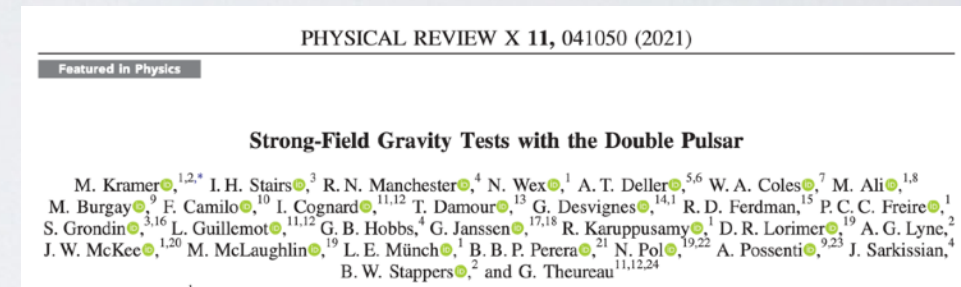 PHYSICAL REVIEW X 11, 041050 (2021)
Featured in Physics
Strong-Field Gravity Tests with the Double Pulsar
M. Kramer,1,2,* I. H. Stairs,3 R. N. Manchester,4 N. Wex,1 A. T. Deller,5,6 W. A. Coles,7 M. Ali,1,8
M. Burgay,9 F. Camilo,10 I. Cognard,11,12 T. Damour,13 G. Desvignes,14,1 R. D. Ferdman,15 P. C. C. Freire,1
S. Grondin,3,16 L. Guillemot,11,12 G. B. Hobbs,4 G. Janssen,17,18 R. Karuppusamy,1 D. R. Lorimer,19 A. G. Lyne,2
J. W. McKee,1,20 M. McLaughlin,19 L. E. Münch,1 B. B. P. Perera,21 N. Pol,19,22 A. Possenti,9,23 J. Sarkissian,4
B. W. Stappers,2 and G. Theureau11,12,24